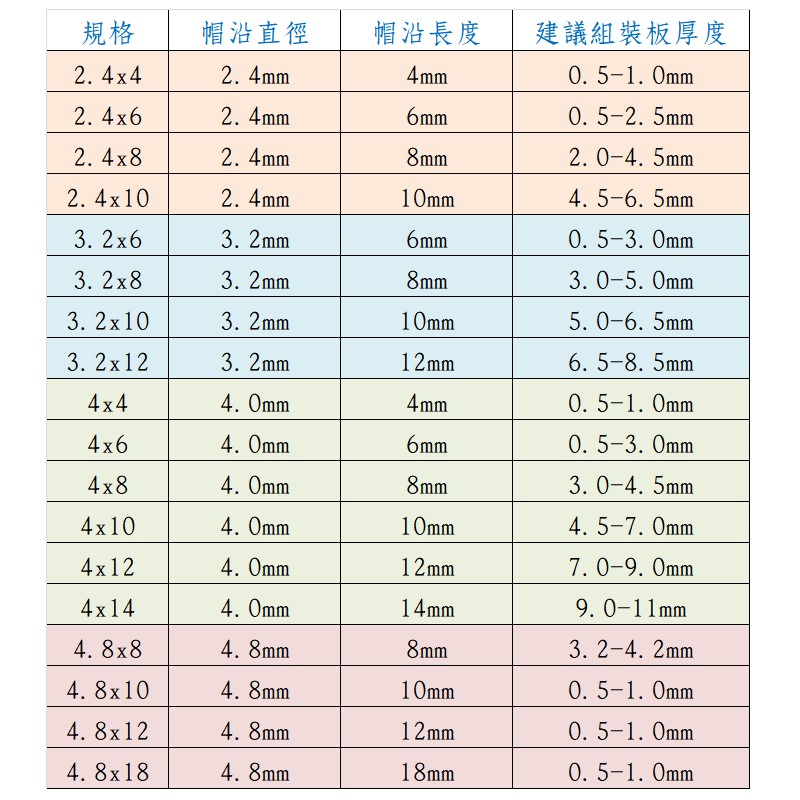 規格 帽沿直徑 帽沿長度 建議組裝板厚度
2.4x4 2.4mm 4mm 0.5-1.0mm
2.4x6 2.4mm 6mm 0.5-2.5mm
2.4x8 2.4mm 8mm 2.0-4.5mm
2.4x10 2.4mm 10mm 4.5-6.5mm
3.2x6 3.2mm 6mm 0.5-3.0mm
3.2x8 3.2mm 8mm 3.0-5.0mm
3.2x10 3.2mm 10mm 5.0-6.5mm
3.2x12 3.2mm 12mm 6.5-8.5mm
4x4 4.0mm 4mm 0.5-1.0mm
4x6 4.0mm 6mm 0.5-3.0mm
4x8 4.0mm 8mm 3.0-4.5mm
4x10 4.0mm 10mm 4.5-7.0mm
4x12 4.0mm 12mm 7.0-9.0mm
4x14 4.0mm 14mm 9.0-11mm
4.8x8 4.8mm 8mm 3.2-4.2mm
4.8x10 4.8mm 10mm 0.5-1.0mm
4.8x12 4.8mm 12mm 0.5-1.0mm
4.8x18 4.8mm 18mm 0.5-1.0mm